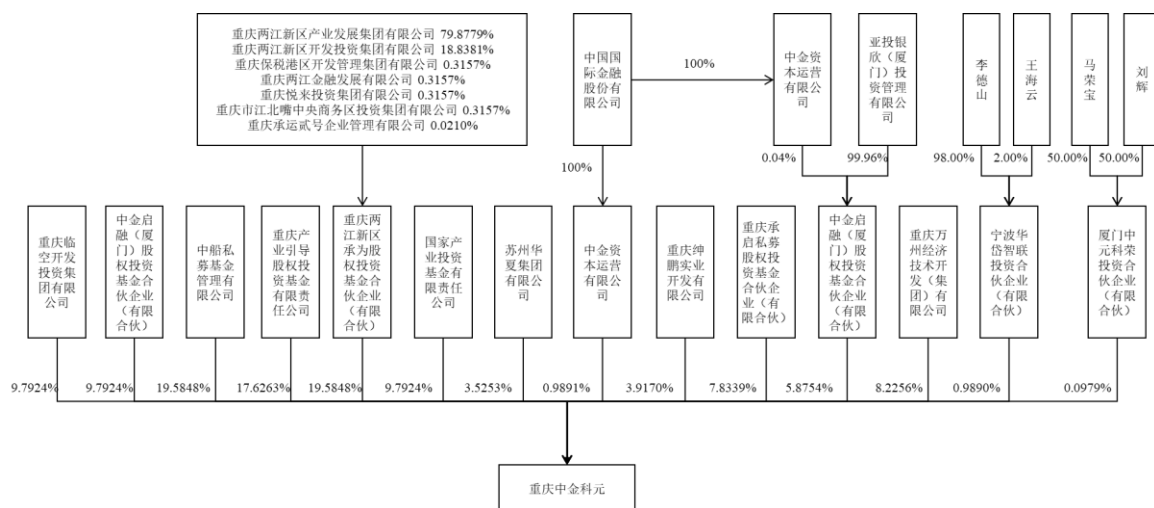 重庆两江新区产业发展集团有限公司 79.8779%
重庆两江新区开发投资集团有限公司 18.8381%
重庆保税港区开发管理集团有限公司 0.3157%
重庆两江金融发展有限公司 0.3157%
重庆悦来投资集团有限公司 0.3157%
重庆市江北嘴中央商务区投资集团有限公司 0.3157%
重庆承运贰号企业管理有限公司 0.0210%
中国国
际金融
股份有
限公司
100%
中金资
本运营
有限公
司
亚投银
欣（厦
门）投
资管理
有限公
司
李
德
山
王
海
云
马
荣
宝
刘
辉
100%
0.04%
99.96%
98.00%
2.00%
50.00%
50.00%
重庆临
空开发
投资集
团有限
公司
中金启
融（厦
门）股
权投资
基金合
伙企业
（有限
合伙）
中船私
募基金
管理有
限公司
重庆产
业引导
股权投
资基金
有限责
任公司
重庆两
江新区
承为股
权投资
基金合
伙企业
（有限
合伙）
国家产
业投资
基金有
限责任
公司
苏州华
夏集团
有限公
司
中金资
本运营
有限公
司
重庆绅
鹏实业
开发有
限公司
重庆承
启私募
股权投
资基金
合伙企
业（有
限合伙）
中金启
融（厦
门）股
权投资
基金合
伙企业
（有限
合伙）
重庆万
州经济
技术开
发（集
团）有
限公司
宁波华
岱智联
投资合
伙企业
（有限
合伙）
厦门中
元科荣
投资合
伙企业
（有限
合伙）
9.7924%
9.7924%
19.5848%
17.6263%
19.5848%
9.7924%
3.5253%
0.9891%
3.9170%
7.8339%
5.8754%
8.2256%
0.9890%
0.0979%
重庆中金科元